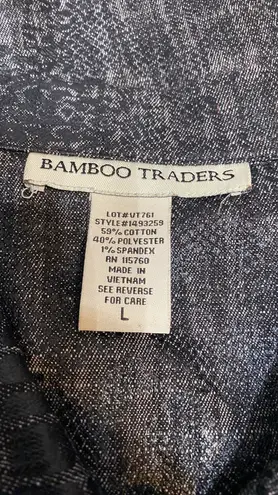 BAMBOO TRADERS
LOT#UT761
STYLE#1493259
59% COTTON
40% POLYESTER
1% SPANDEX
RN 115760
MADE IN
VIETNAM
SEE REVERSE
FOR CARE
L